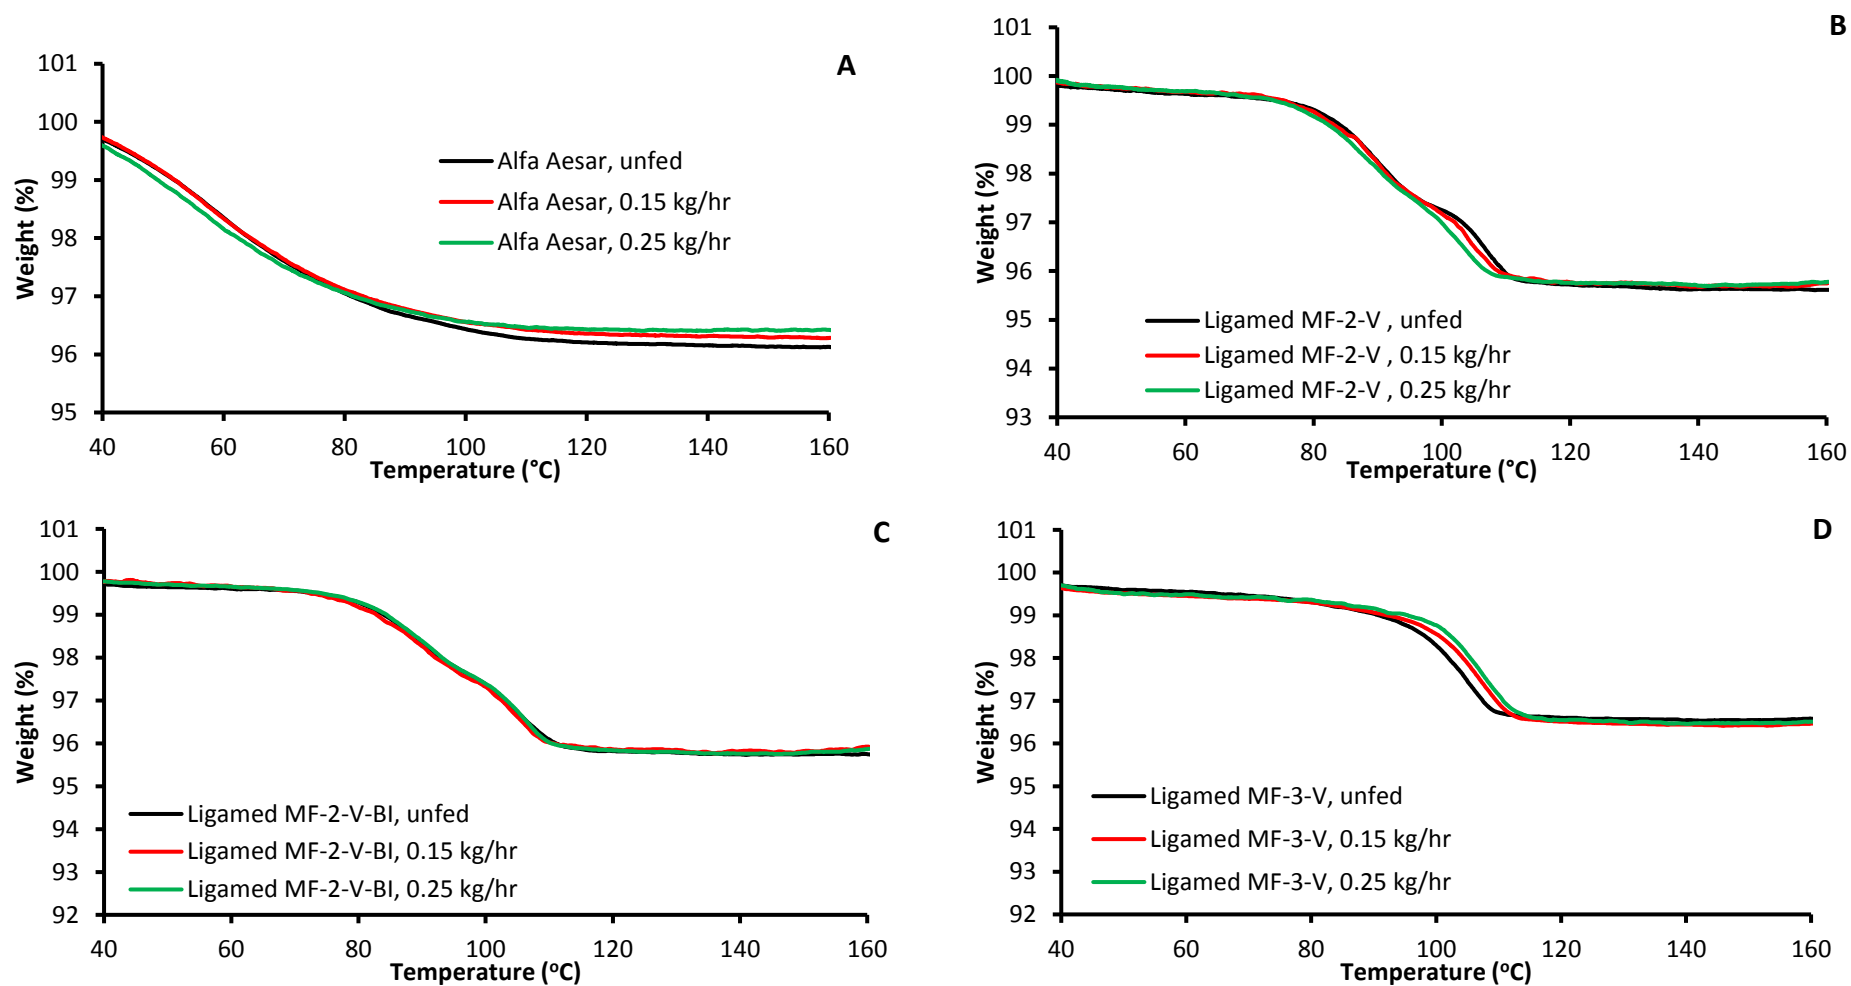 A
101
100
99
98
97
96
95
Weight (%)
Alfa Aesar, unfed
Alfa Aesar, 0.15 kg/hr
Alfa Aesar, 0.25 kg/hr
40 60 80 100 120 140 160
Temperature (°C)
B
101
100
99
98
97
96
95
94
93
Weight (%)
Ligamed MF-2-V , unfed
Ligamed MF-2-V , 0.15 kg/hr
Ligamed MF-2-V , 0.25 kg/hr
40 60 80 100 120 140 160
Temperature (°C)
C
101
100
99
98
97
96
95
94
93
92
Weight (%)
Ligamed MF-2-V-BI, unfed
Ligamed MF-2-V-BI, 0.15 kg/hr
Ligamed MF-2-V-BI, 0.25 kg/hr
40 60 80 100 120 140 160
Temperature (ºC)
D
101
100
99
98
97
96
95
94
93
92
Weight (%)
Ligamed MF-3-V, unfed
Ligamed MF-3-V, 0.15 kg/hr
Ligamed MF-3-V, 0.25 kg/hr
40 60 80 100 120 140 160
Temperature (ºC)